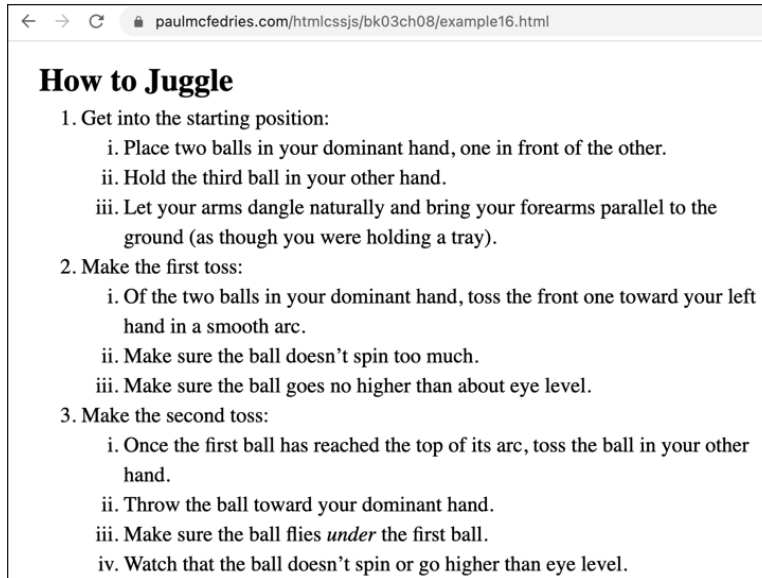 paulmcfedries.com/htmlcssjs/bk03ch08/example16.html
How to Juggle
1. Get into the starting position:
i. Place two balls in your dominant hand, one in front of the other.
ii. Hold the third ball in your other hand.
iii. Let your arms dangle naturally and bring your forearms parallel to the
ground (as though you were holding a tray).
2. Make the first toss:
i. Of the two balls in your dominant hand, toss the front one toward your left
hand in a smooth arc.
ii. Make sure the ball doesn’t spin too much.
iii. Make sure the ball goes no higher than about eye level.
3. Make the second toss:
i. Once the first ball has reached the top of its arc, toss the ball in your other
hand.
ii. Throw the ball toward your dominant hand.
iii. Make sure the ball flies under the first ball.
iv. Watch that the ball doesn’t spin or go higher than eye level.